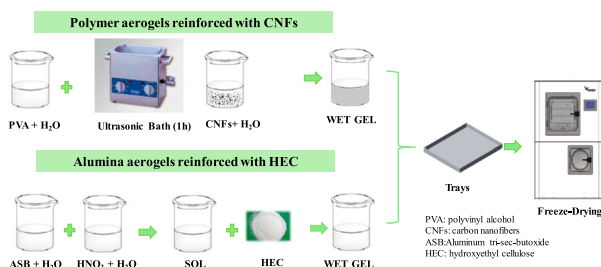 Polymer aerogels reinforced with CNFs
PVA + H₂O
Ultrasonic Bath (1h)
CNFs+ H₂O
WET GEL
Alumina aerogels reinforced with HEC
ASB + H₂O
HNO₃ + H₂O
SOL
HEC
WET GEL
Trays
Freeze-Drying
PVA: polyvinyl alcohol
CNFs: carbon nanofibers
ASB:Aluminum tri-sec-butoxide
HEC: hydroxyethyl cellulose